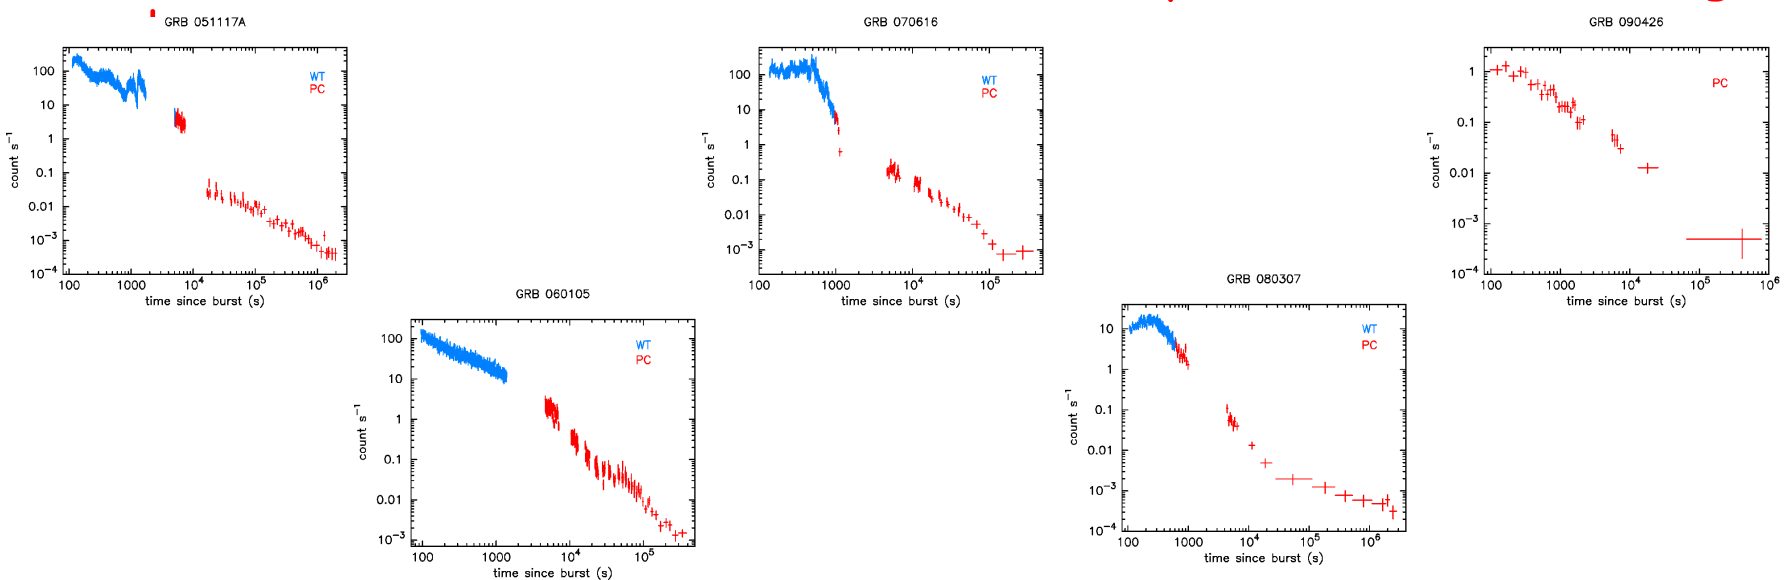 GRB 051117A
100
10
1
0.1
0.01
10⁻³
10⁻⁴
count s⁻¹
WT
PC
100 1000 10⁴ 10⁵ 10⁶
time since burst (s)
GRB 060105
100
10
1
0.1
0.01
10⁻³
count s⁻¹
WT
PC
100 1000 10⁴ 10⁵
time since burst (s)
GRB 070616
100
10
1
0.1
0.01
10⁻³
count s⁻¹
WT
PC
100 1000 10⁴ 10⁵
time since burst (s)
GRB 080307
10
1
0.1
0.01
10⁻³
10⁻⁴
count s⁻¹
WT
PC
100 1000 10⁴ 10⁵ 10⁶
time since burst (s)
GRB 090426
1
0.1
0.01
10⁻³
10⁻⁴
count s⁻¹
PC
100 1000 10⁴ 10⁵ 10⁶
time since burst (s)